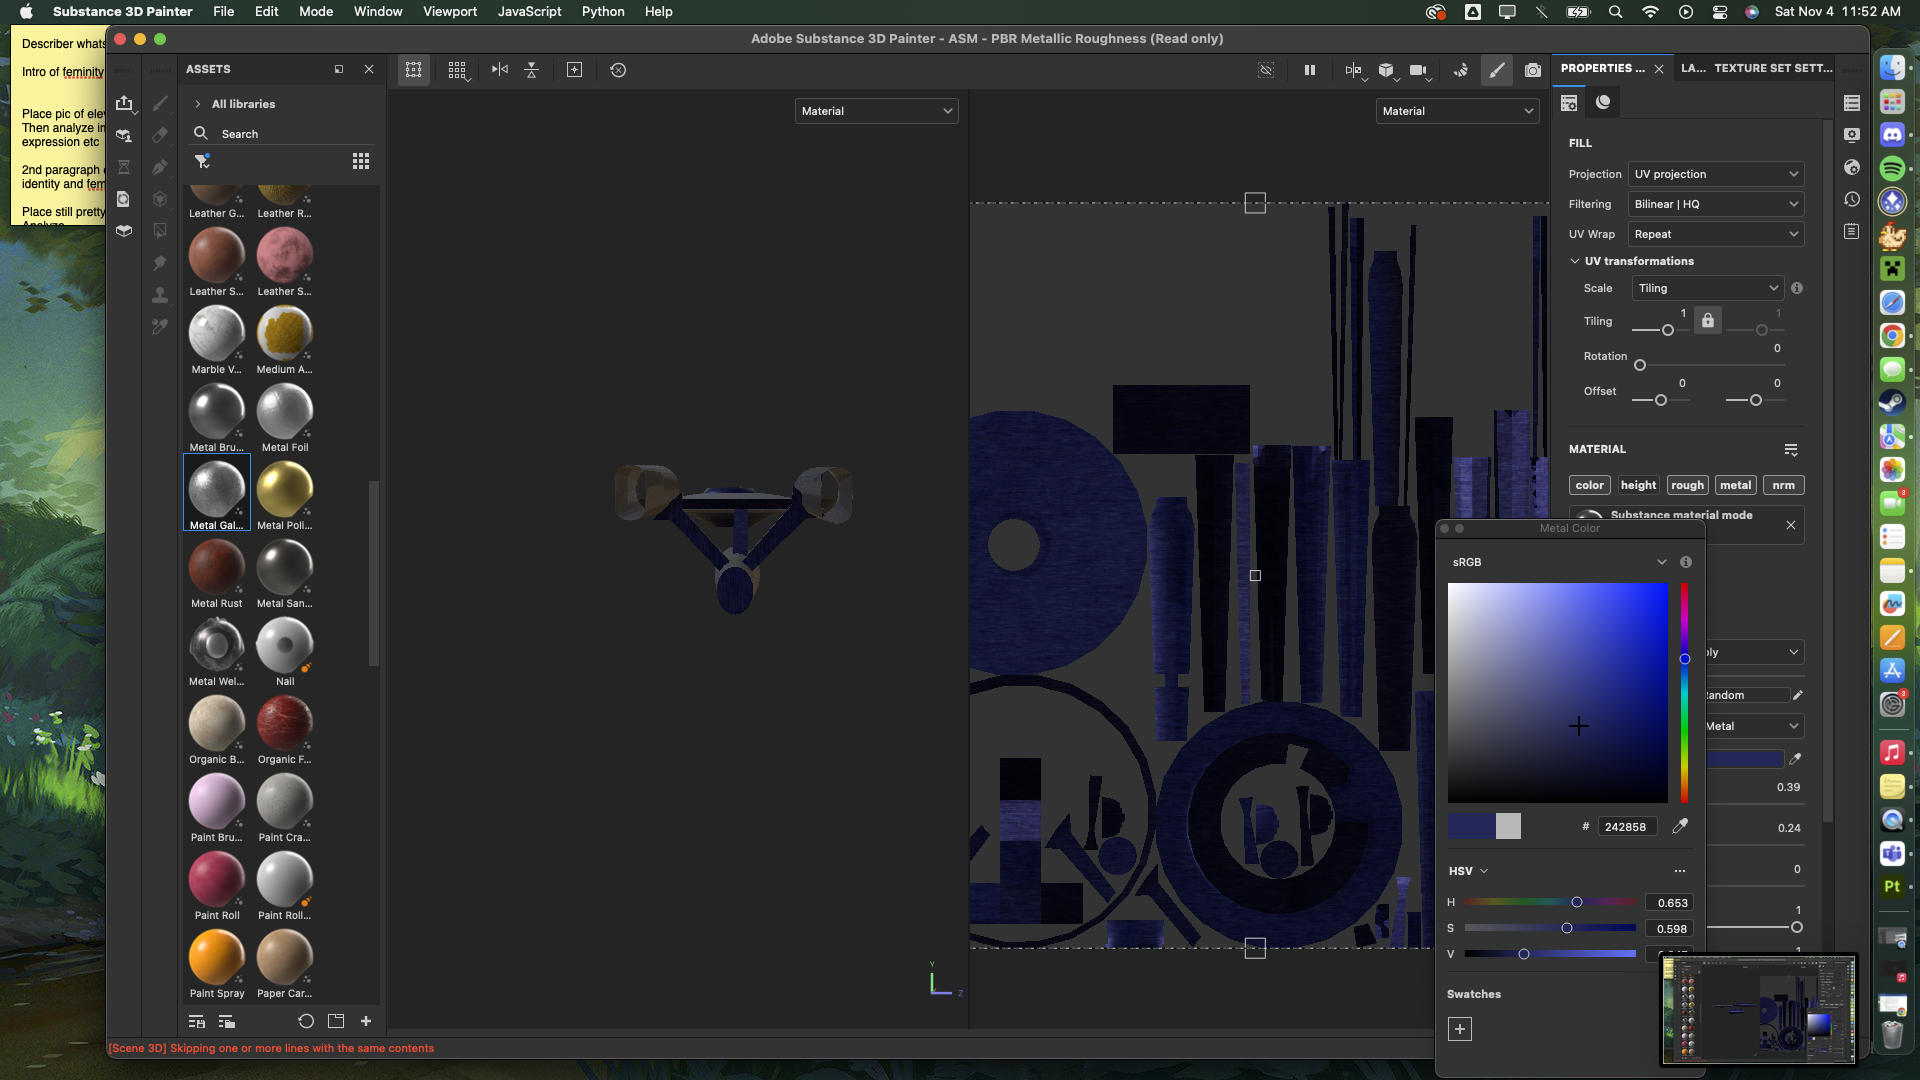 Substance 3D Painter File Edit Mode Window Viewport JavaScript Python Help
Sat Nov 4 11:52 AM
Describer whats
Intro of feminity
Place pic of elev
Then analyze in
expression etc
2nd paragraph
identity and fem
Place still pretty
Analyze
Adobe Substance 3D Painter - ASM - PBR Metallic Roughness (Read only)
ASSETS
All libraries
Search
Leather G... Leather R...
Leather S... Leather S...
Marble V... Medium A...
Metal Bru... Metal Foil
Metal Gal... Metal Poli...
Metal Rust Metal San...
Metal Wel... Nail
Organic B... Organic F...
Paint Bru... Paint Cra...
Paint Roll Paint Roll...
Paint Spray Paper Car...
[Scene 3D] Skipping one or more lines with the same contents
Material
Y
Z
Material
PROPERTIES ... LA... TEXTURE SET SETT...
FILL
Projection UV projection
Filtering Bilinear | HQ
UV Wrap Repeat
UV transformations
Scale Tiling
Tiling 1 1
Rotation 0
Offset 0 0
MATERIAL
color height rough metal nrm
Substance material mode
Metal Color
sRGB
# 242858
HSV
H 0.653
S 0.598
V
Swatches
ply
Random
Metal
0.39
0.24
0
1
1
3
3
Pt